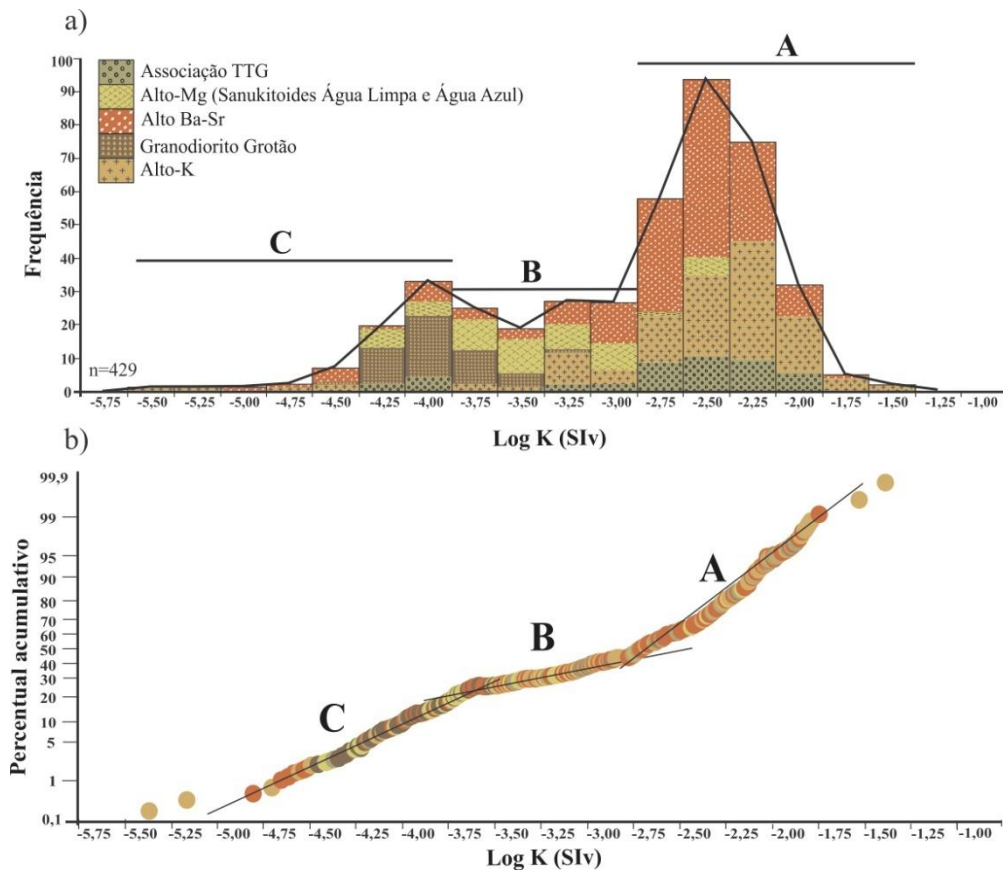 a)
A
Associação TTG
Alto-Mg (Sanukitoides Água Limpa e Água Azul)
Alto Ba-Sr
Granodiorito Grotão
Alto-K
C
B
Frequência
100
90
80
70
60
50
40
30
20
10
0
n=429
-5,75 -5,50 -5,25 -5,00 -4,75 -4,50 -4,25 -4,00 -3,75 -3,50 -3,25 -3,00 -2,75 -2,50 -2,25 -2,00 -1,75 -1,50 -1,25 -1,00
Log K (SIv)
b)
Percentual acumulativo
99,9
99
95
90
80
70
60
50
40
30
20
10
5
1
0,1
A
B
C
-5,75 -5,50 -5,25 -5,00 -4,75 -4,50 -4,25 -4,00 -3,75 -3,50 -3,25 -3,00 -2,75 -2,50 -2,25 -2,00 -1,75 -1,50 -1,25 -1,00
Log K (SIv)